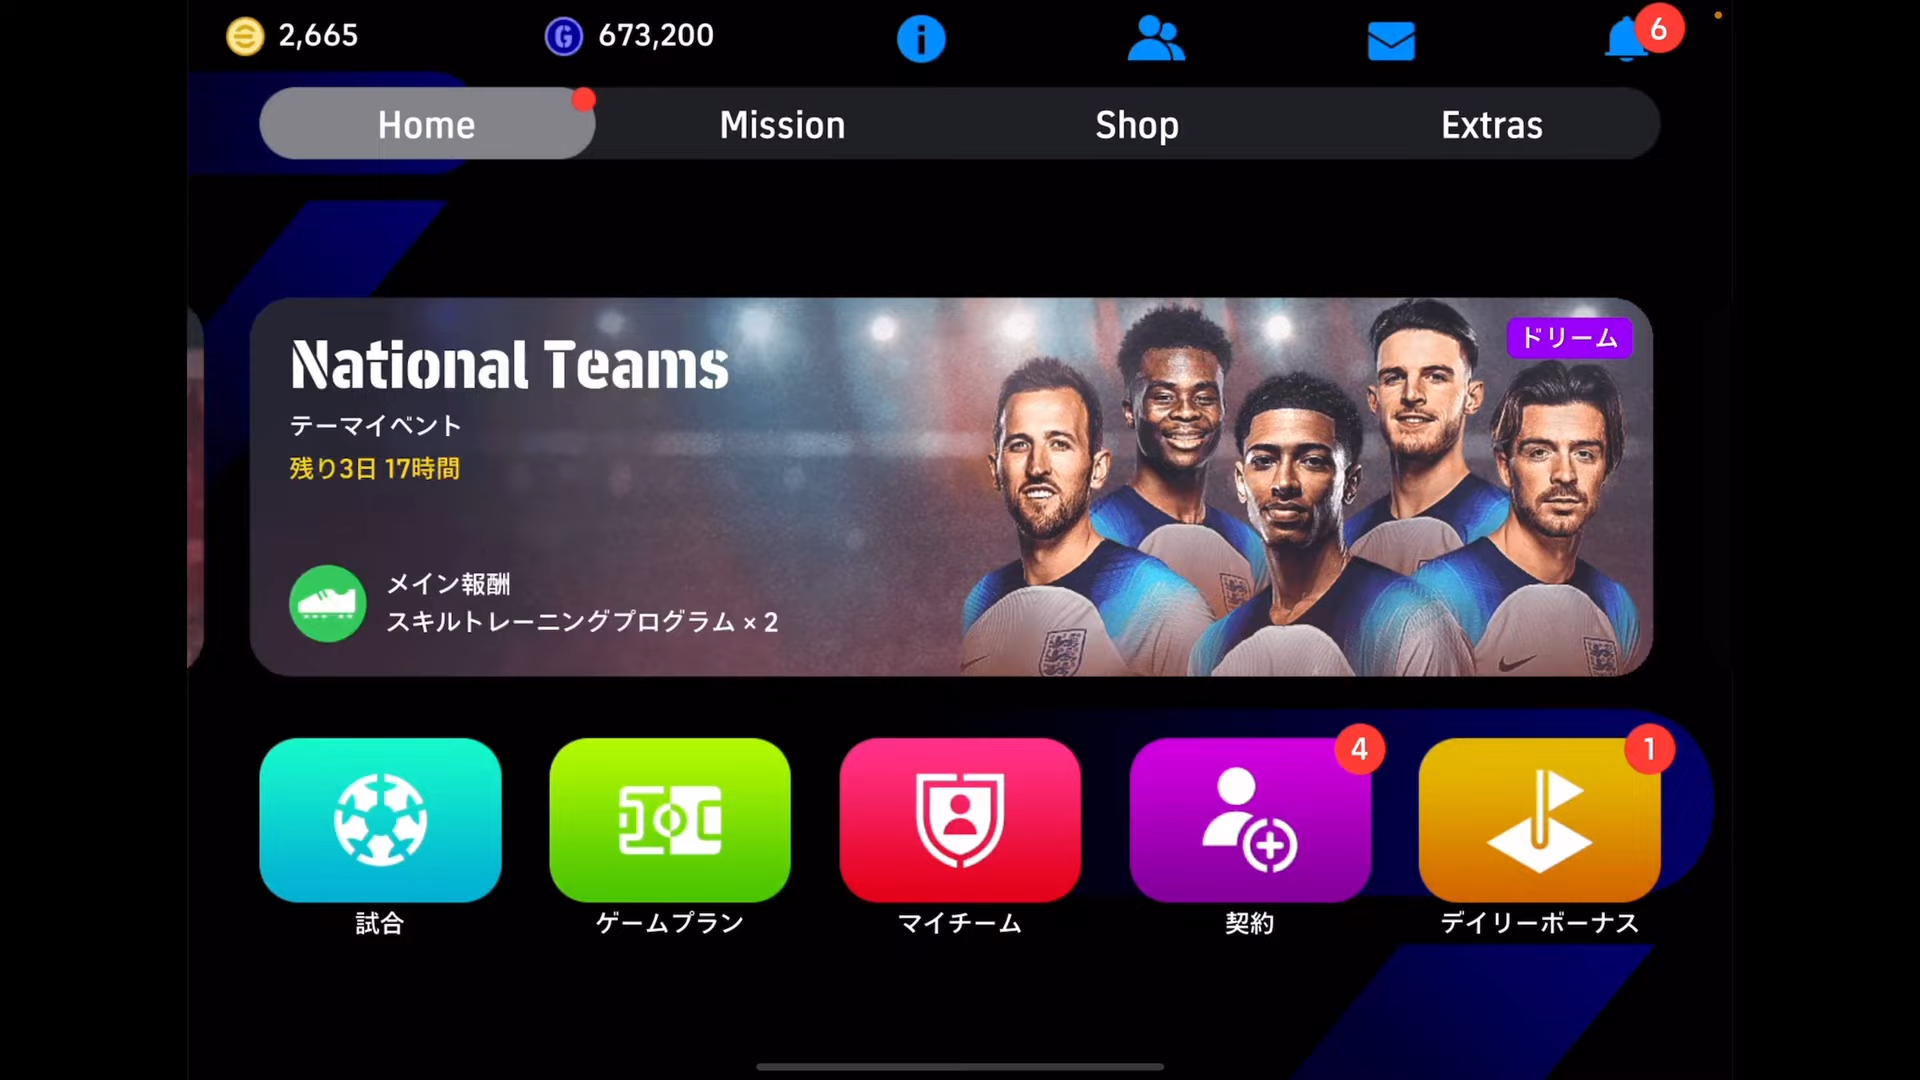 2,665
673,200
6
Home
Mission
Shop
Extras
National Teams
ドリーム
テーマイベント
残り3日 17時間
メイン報酬
スキルトレーニングプログラム × 2
4
1
試合
ゲームプラン
マイチーム
契約
デイリーボーナス